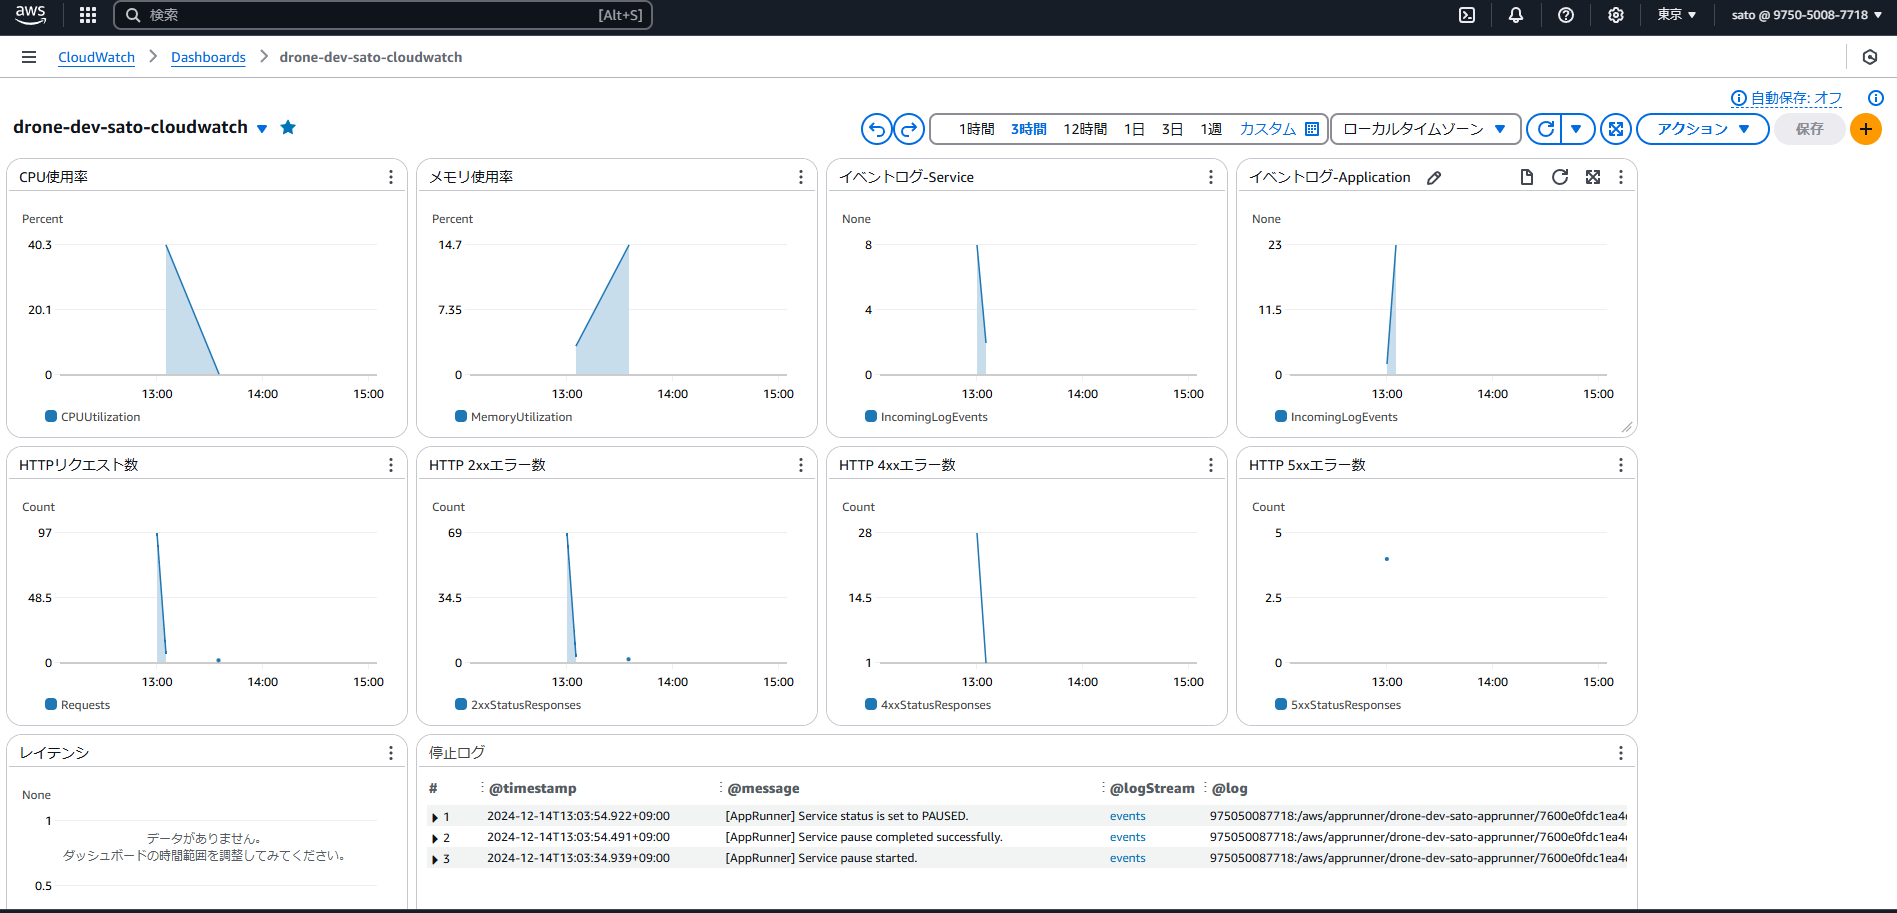 aws 検索 [Alt+S] 東京 sato @ 9750-5008-7718
CloudWatch Dashboards drone-dev-sato-cloudwatch
自動保存: オフ
drone-dev-sato-cloudwatch 1時間 3時間 12時間 1日 3日 1週 カスタム ローカルタイムゾーン アクション 保存
CPU使用率
Percent
40.3
20.1
0
13:00 14:00 15:00
CPUUtilization
メモリ使用率
Percent
14.7
7.35
0
13:00 14:00 15:00
MemoryUtilization
イベントログ-Service
None
8
4
0
13:00 14:00 15:00
IncomingLogEvents
イベントログ-Application
None
23
11.5
0
13:00 14:00 15:00
IncomingLogEvents
HTTPリクエスト数
Count
97
48.5
0
13:00 14:00 15:00
Requests
HTTP 2xxエラー数
Count
69
34.5
0
13:00 14:00 15:00
2xxStatusResponses
HTTP 4xxエラー数
Count
28
14.5
1
13:00 14:00 15:00
4xxStatusResponses
HTTP 5xxエラー数
Count
5
2.5
0
13:00 14:00 15:00
5xxStatusResponses
レイテンシ
None
1
データがありません。
ダッシュボードの時間範囲を調整してみてください。
0.5
停止ログ
# @timestamp @message @logStream @log
1 2024-12-14T13:03:54.922+09:00 [AppRunner] Service status is set to PAUSED. events 975050087718:/aws/apprunner/drone-dev-sato-apprunner/7600e0fdc1ea4
2 2024-12-14T13:03:54.491+09:00 [AppRunner] Service pause completed successfully. events 975050087718:/aws/apprunner/drone-dev-sato-apprunner/7600e0fdc1ea4
3 2024-12-14T13:03:34.939+09:00 [AppRunner] Service pause started. events 975050087718:/aws/apprunner/drone-dev-sato-apprunner/7600e0fdc1ea4